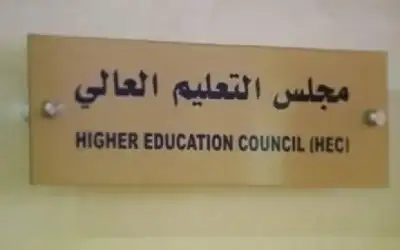 مجلس التعليم العالي
HIGHER EDUCATION COUNCIL (HEC)